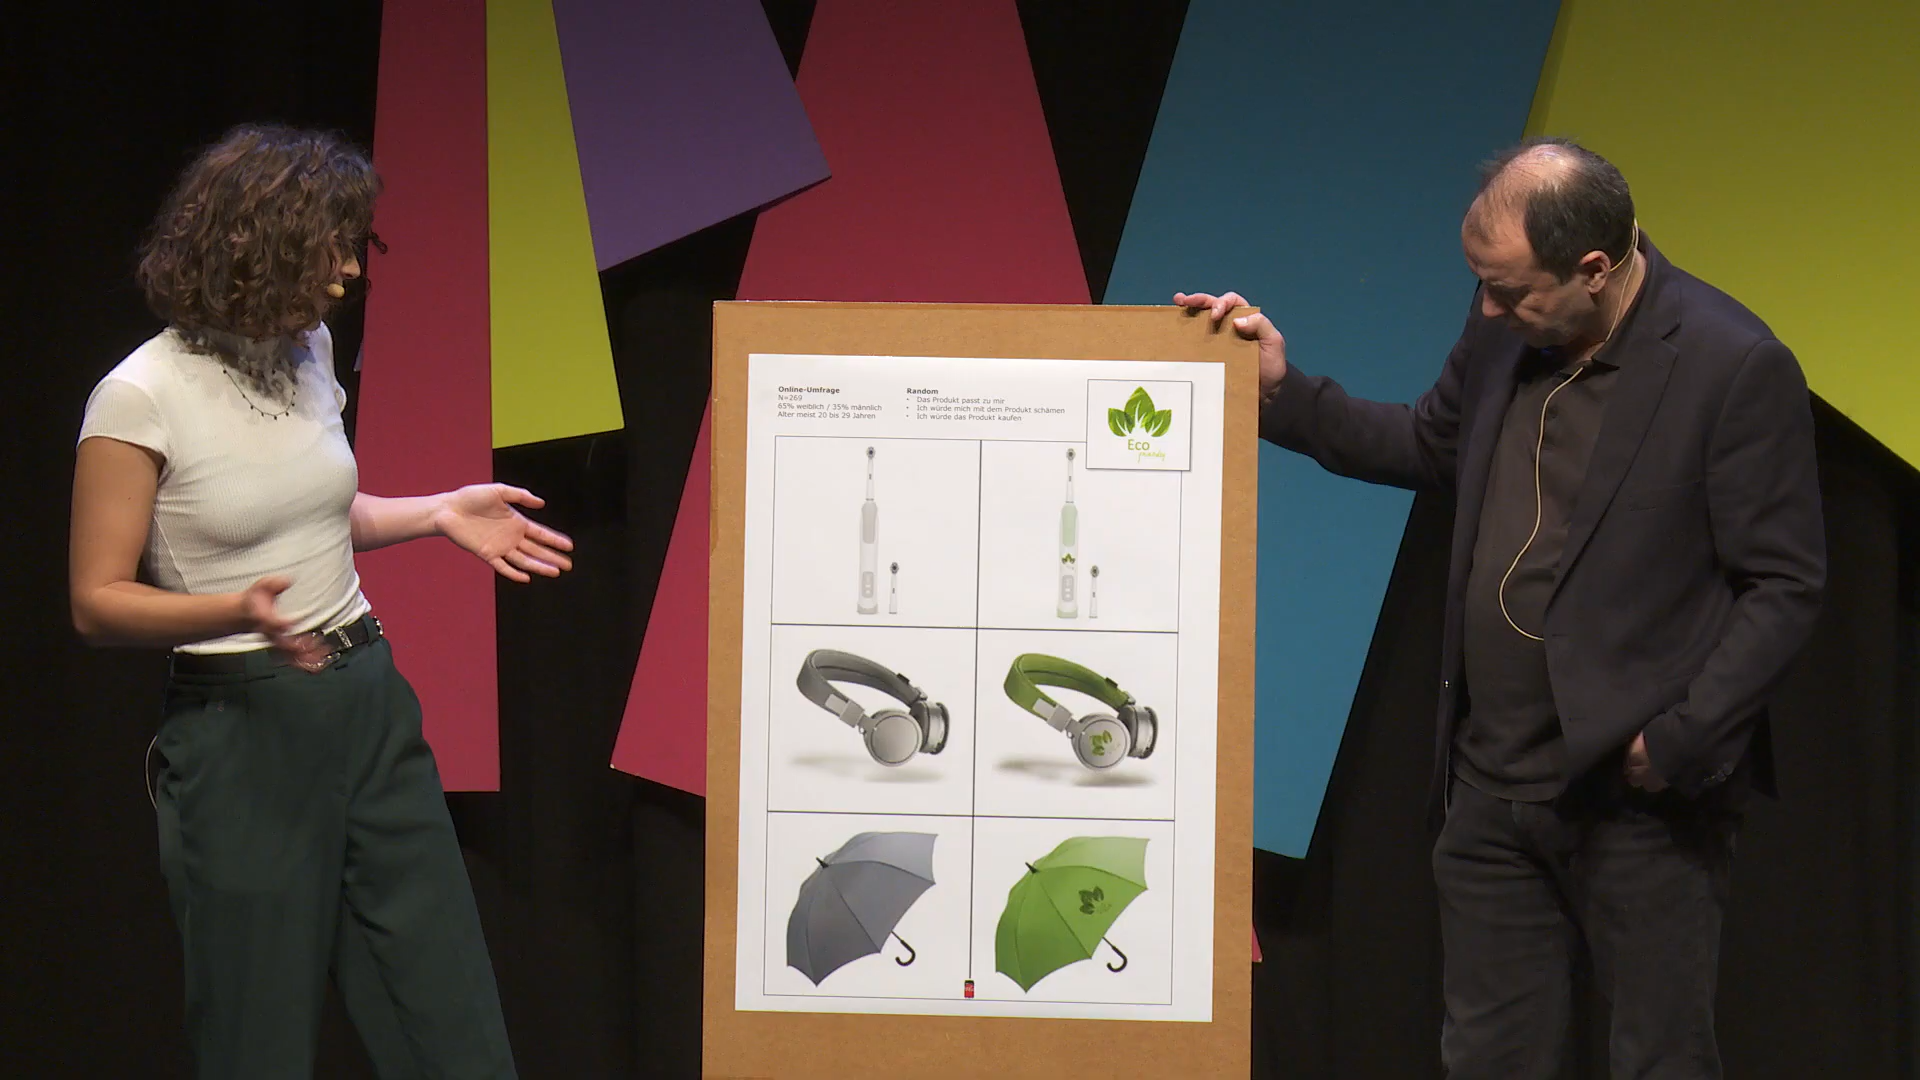 Online-Umfrage
N=269
65% weiblich / 35% männlich
Alter meist 20 bis 29 Jahren
Random
• Das Produkt passt zu mir
• Ich würde mich mit dem Produkt schämen
• Ich würde das Produkt kaufen
Eco
friendly